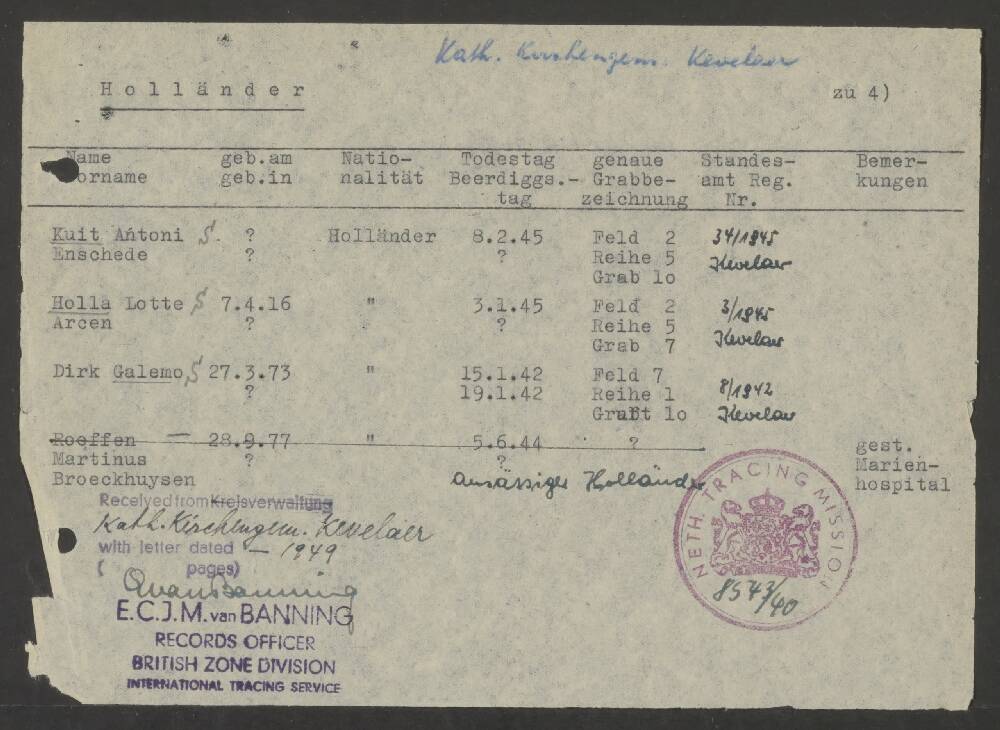 Kath. Kirchengem. Kevelaer
Holländer zu 4)
Name geb.am Natio- Todestag genaue Standes- Bemer-
Vorname geb.in nalität Beerdiggs.- Grabbe- amt Reg. kungen
tag zeichnung Nr.
Kuit Antoni S. ? Holländer 8.2.45 Feld 2 34/1945
Enschede ? ? Reihe 5 Kevelaer
Grab 1o
Holla Lotte S 7.4.16 " 3.1.45 Feld 2 3/1945
Arcen ? ? Reihe 5
Grab 7 Kevelaer
Dirk Galemo, S 27.3.73 " 15.1.42 Feld 7
? 19.1.42 Reihe 1 8/1942
Gruft 1o Kevelaer
Roeffen — 28.9.77 " 5.6.44 ? gest.
Martinus ? ? Marien-
Broeckhuysen ansässiger Holländer hospital
Received from Kreisverwaltung
Kath. Kirchengem. Kevelaer
with letter dated — 1949
( pages)
EvanBanning
E.C.J.M. van BANNING
RECORDS OFFICER
BRITISH ZONE DIVISION
INTERNATIONAL TRACING SERVICE
NETH. TRACING MISSION
8543/40